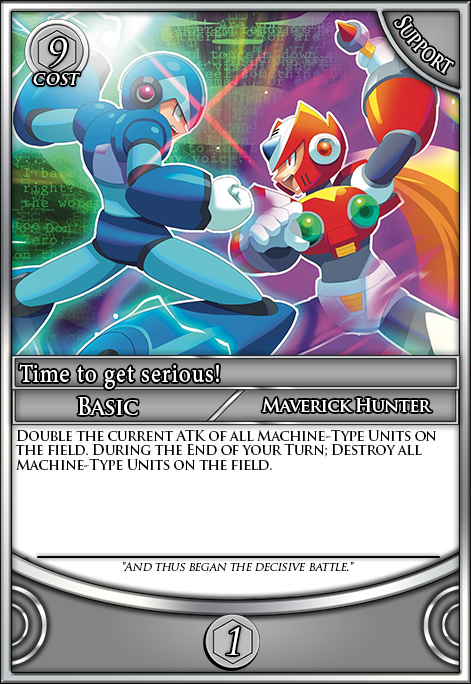 9
COST
SUPPORT
Time to get serious!
BASIC / MAVERICK HUNTER
DOUBLE THE CURRENT ATK OF ALL MACHINE-TYPE UNITS ON
THE FIELD. DURING THE END OF YOUR TURN; DESTROY ALL
MACHINE-TYPE UNITS ON THE FIELD.
"AND THUS BEGAN THE DECISIVE BATTLE."
1